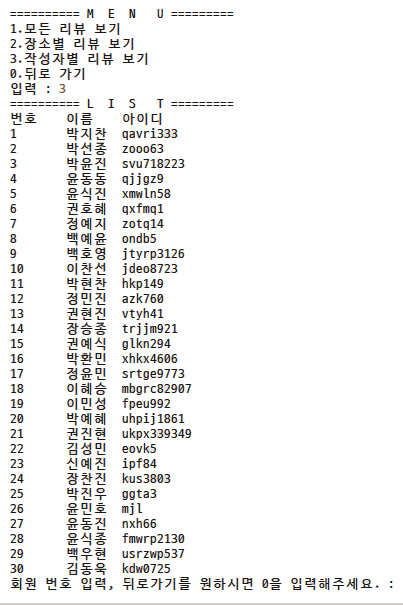 ========== M E N U =========
1.모든 리뷰 보기
2.장소별 리뷰 보기
3.작성자별 리뷰 보기
0.뒤로 가기
입력 : 3
========== L I S T =========
번호 이름 아이디
1 박지찬 qavri333
2 박선종 zooo63
3 박윤진 svu718223
4 윤동동 qjjgz9
5 윤식진 xmwln58
6 권호혜 qxfmq1
7 정예지 zotq14
8 백예윤 ondb5
9 백호영 jtyrp3126
10 이찬선 jdeo8723
11 박현찬 hkp149
12 정민진 azk760
13 권현진 vtyh41
14 장승종 trjjm921
15 권예식 glkn294
16 박환민 xhkx4606
17 정윤민 srtge9773
18 이혜승 mbgrc82907
19 이민성 fpeu992
20 박예혜 uhpij1861
21 권진현 ukpx339349
22 김성민 eovk5
23 신예진 ipf84
24 장찬진 kus3803
25 박진우 ggta3
26 윤민호 mjl
27 윤동진 nxh66
28 윤식종 fmwrp2130
29 백우현 usrzwp537
30 김동욱 kdw0725
회원 번호 입력, 뒤로가기를 원하시면 0을 입력해주세요. :